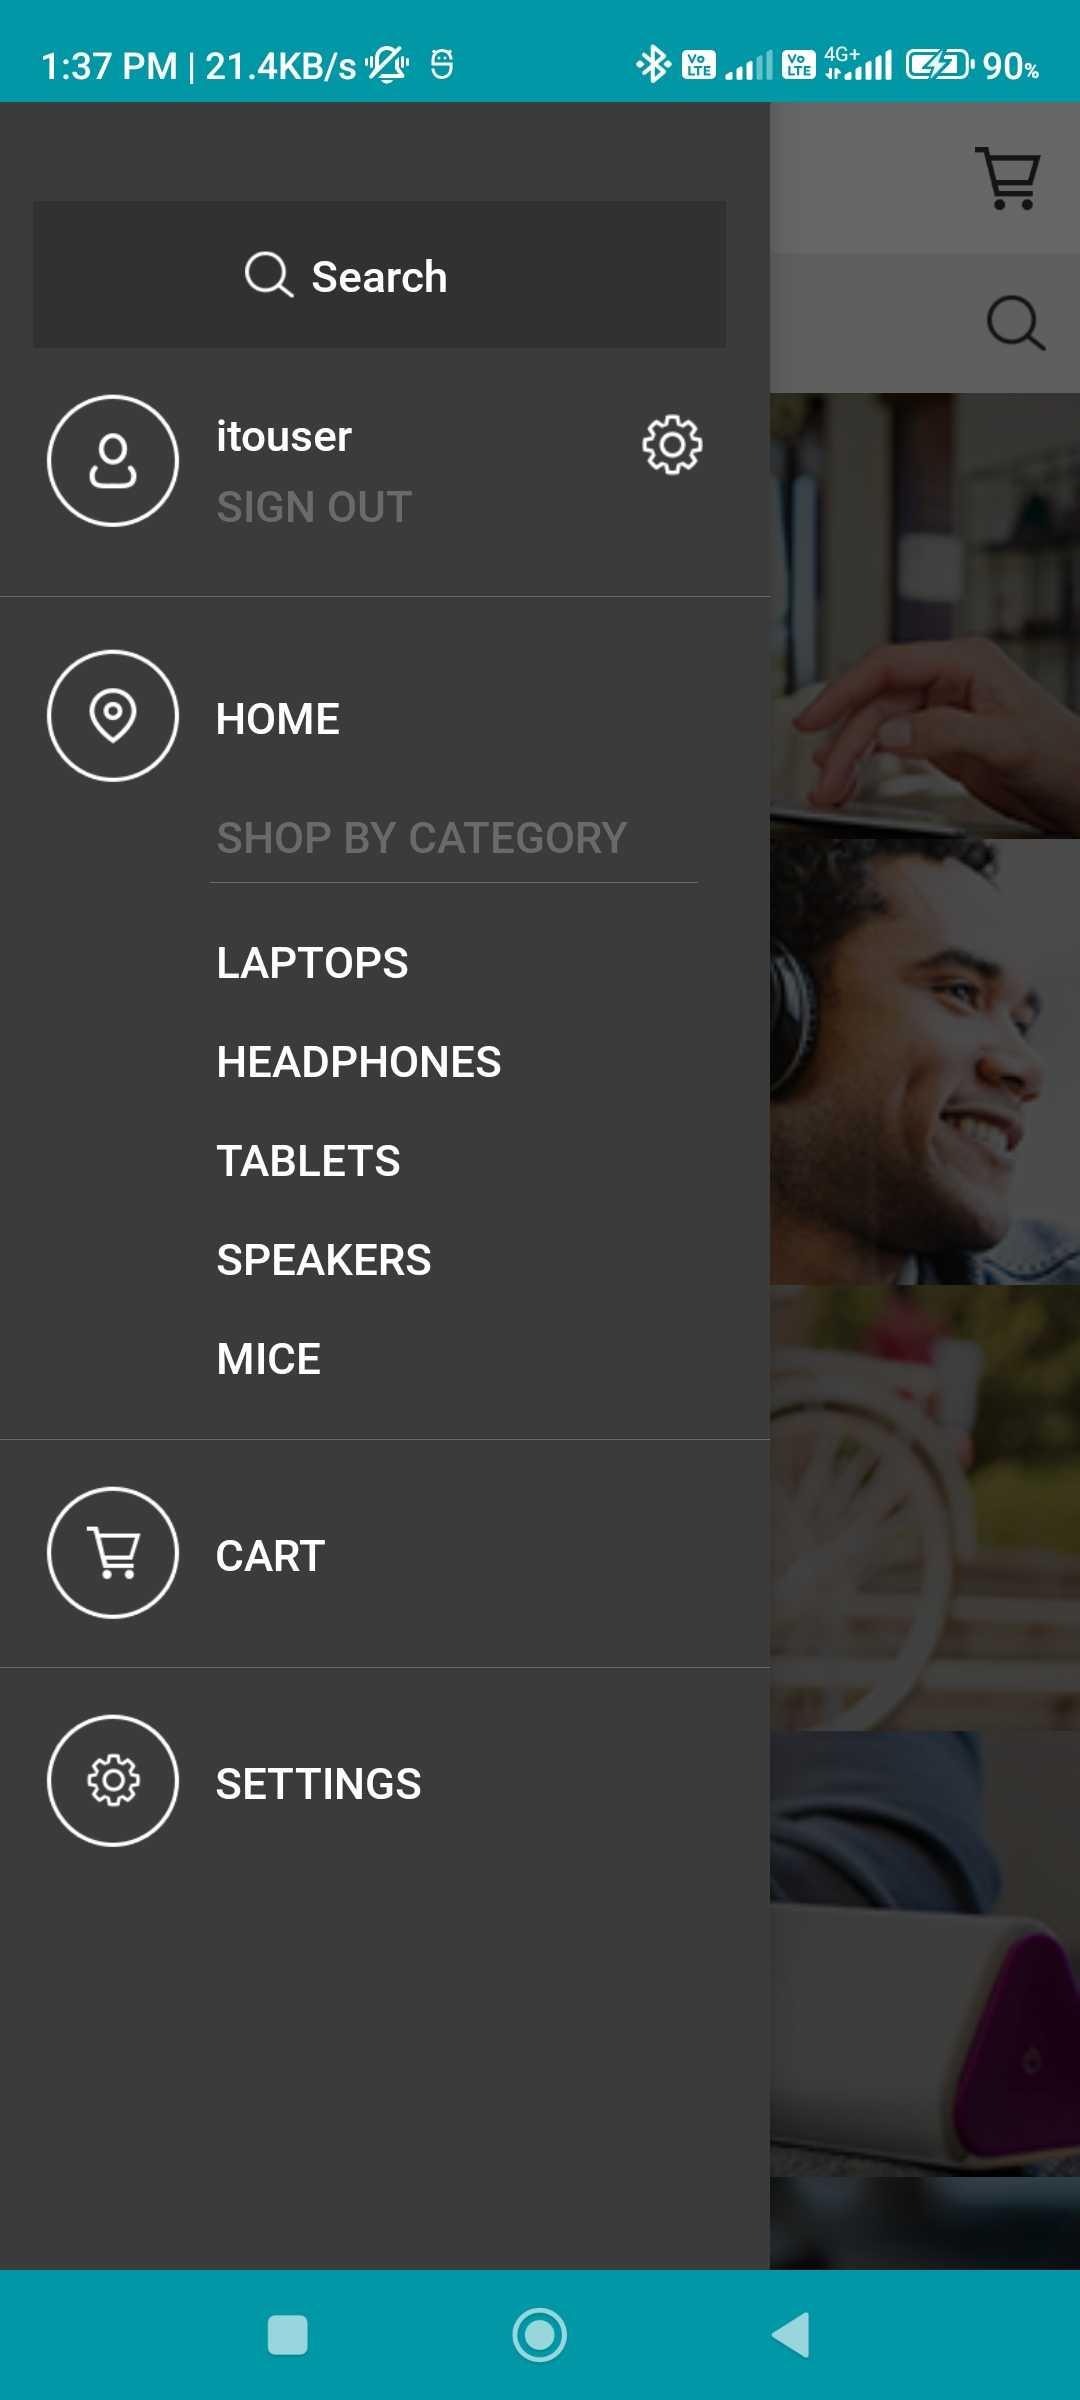 1:37 PM | 21.4KB/s Vo LTE Vo LTE 4G+ 90%
Search
itouser
SIGN OUT
HOME
SHOP BY CATEGORY
LAPTOPS
HEADPHONES
TABLETS
SPEAKERS
MICE
CART
SETTINGS